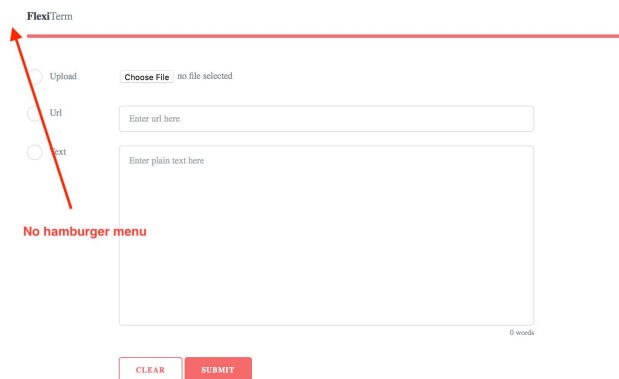 FlexiTerm
Upload
Choose File no file selected
Url
Enter url here
Text
Enter plain text here
No hamburger menu
0 words
CLEAR
SUBMIT